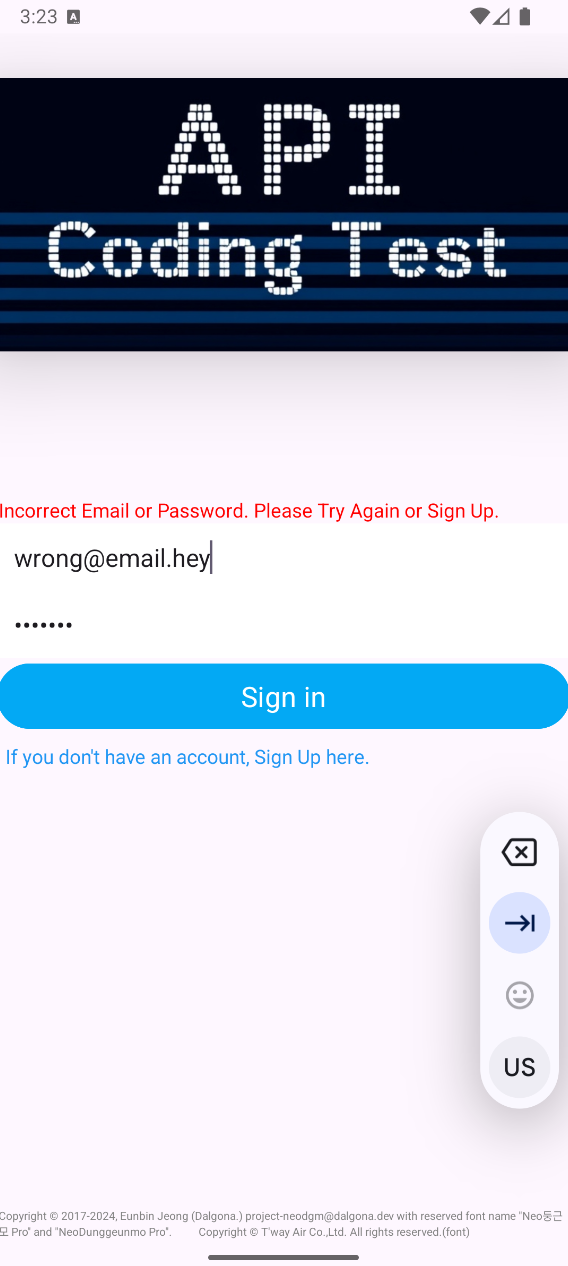 3:23
API
Coding Test
Incorrect Email or Password. Please Try Again or Sign Up.
wrong@email.hey
•••••••
Sign in
If you don't have an account, Sign Up here.
US
Copyright © 2017-2024, Eunbin Jeong (Dalgona.) project-neodgm@dalgona.dev with reserved font name "Neo둥근
모 Pro" and "NeoDunggeunmo Pro". Copyright © T'way Air Co.,Ltd. All rights reserved.(font)